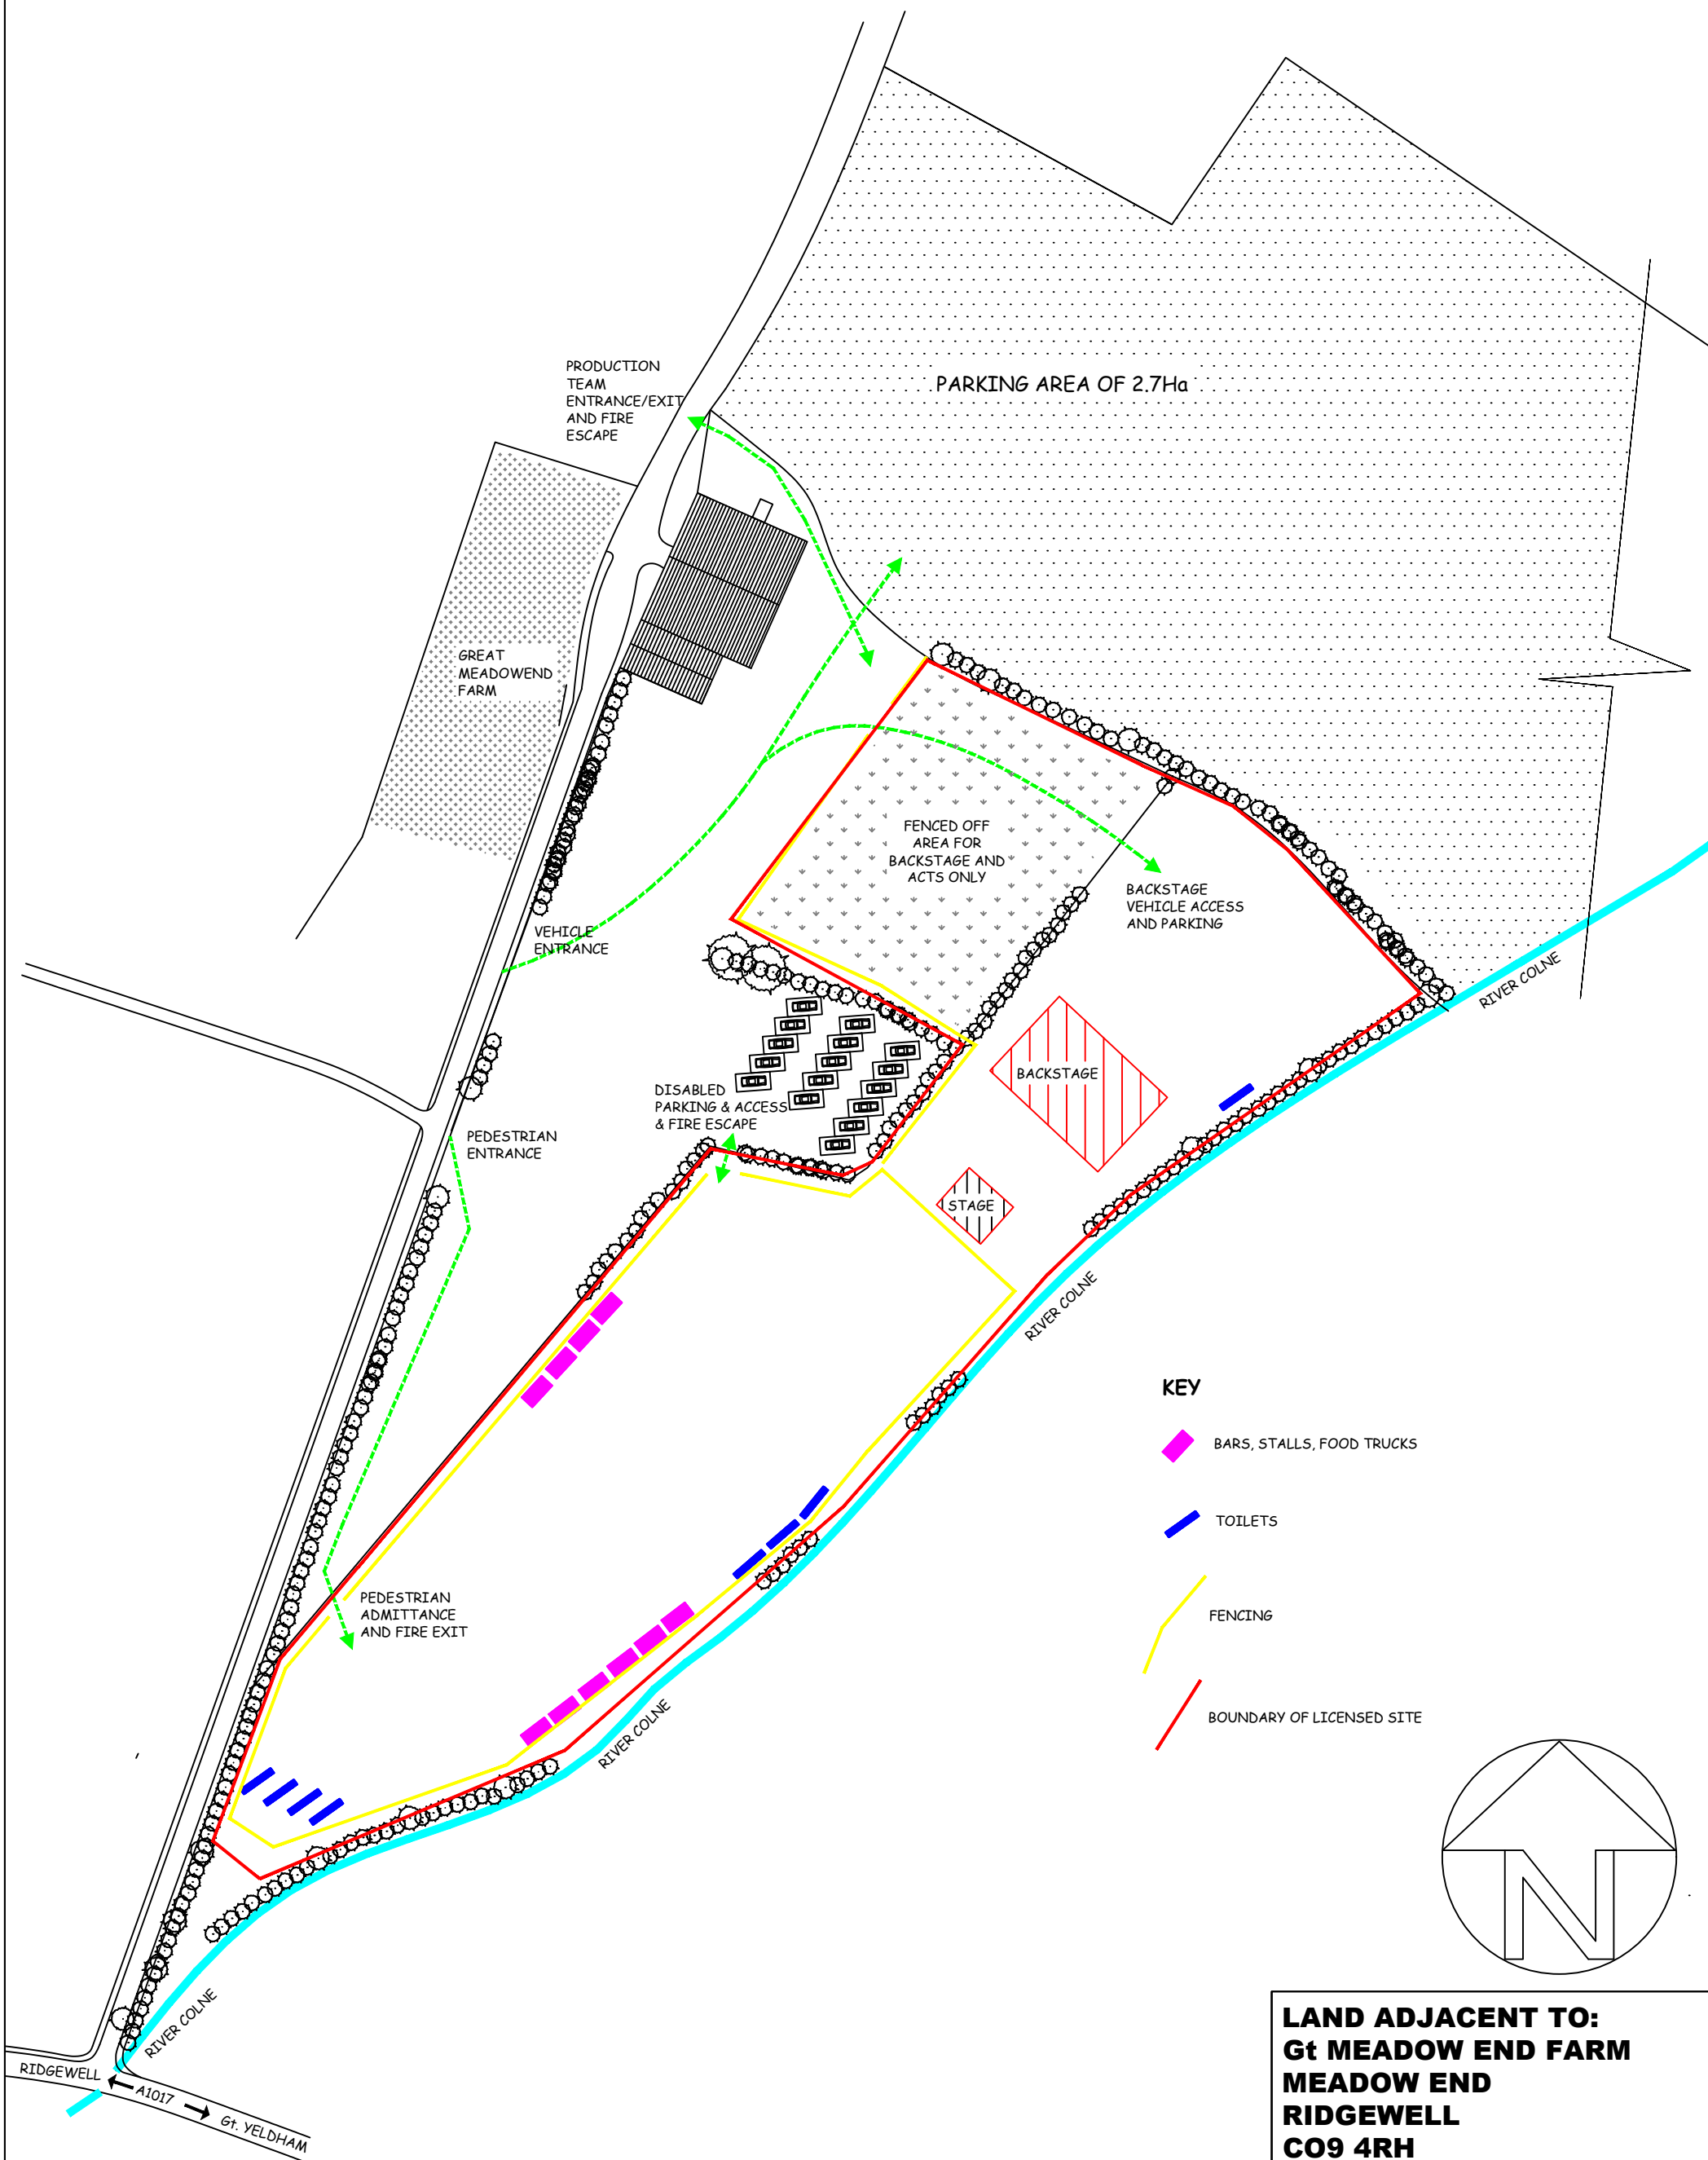 PRODUCTION
TEAM
ENTRANCE/EXIT
AND FIRE
ESCAPE
PARKING AREA OF 2.7Ha
GREAT
MEADOWEND
FARM
FENCED OFF
AREA FOR
BACKSTAGE AND
ACTS ONLY
BACKSTAGE
VEHICLE ACCESS
AND PARKING
VEHICLE
ENTRANCE
RIVER COLNE
BACKSTAGE
DISABLED
PARKING & ACCESS
& FIRE ESCAPE
PEDESTRIAN
ENTRANCE
STAGE
RIVER COLNE
KEY
BARS, STALLS, FOOD TRUCKS
TOILETS
FENCING
BOUNDARY OF LICENSED SITE
PEDESTRIAN
ADMITTANCE
AND FIRE EXIT
RIVER COLNE
N
RIVER COLNE
RIDGEWELL
A1017
Gt. YELDHAM
LAND ADJACENT TO:
Gt MEADOW END FARM
MEADOW END
RIDGEWELL
CO9 4RH